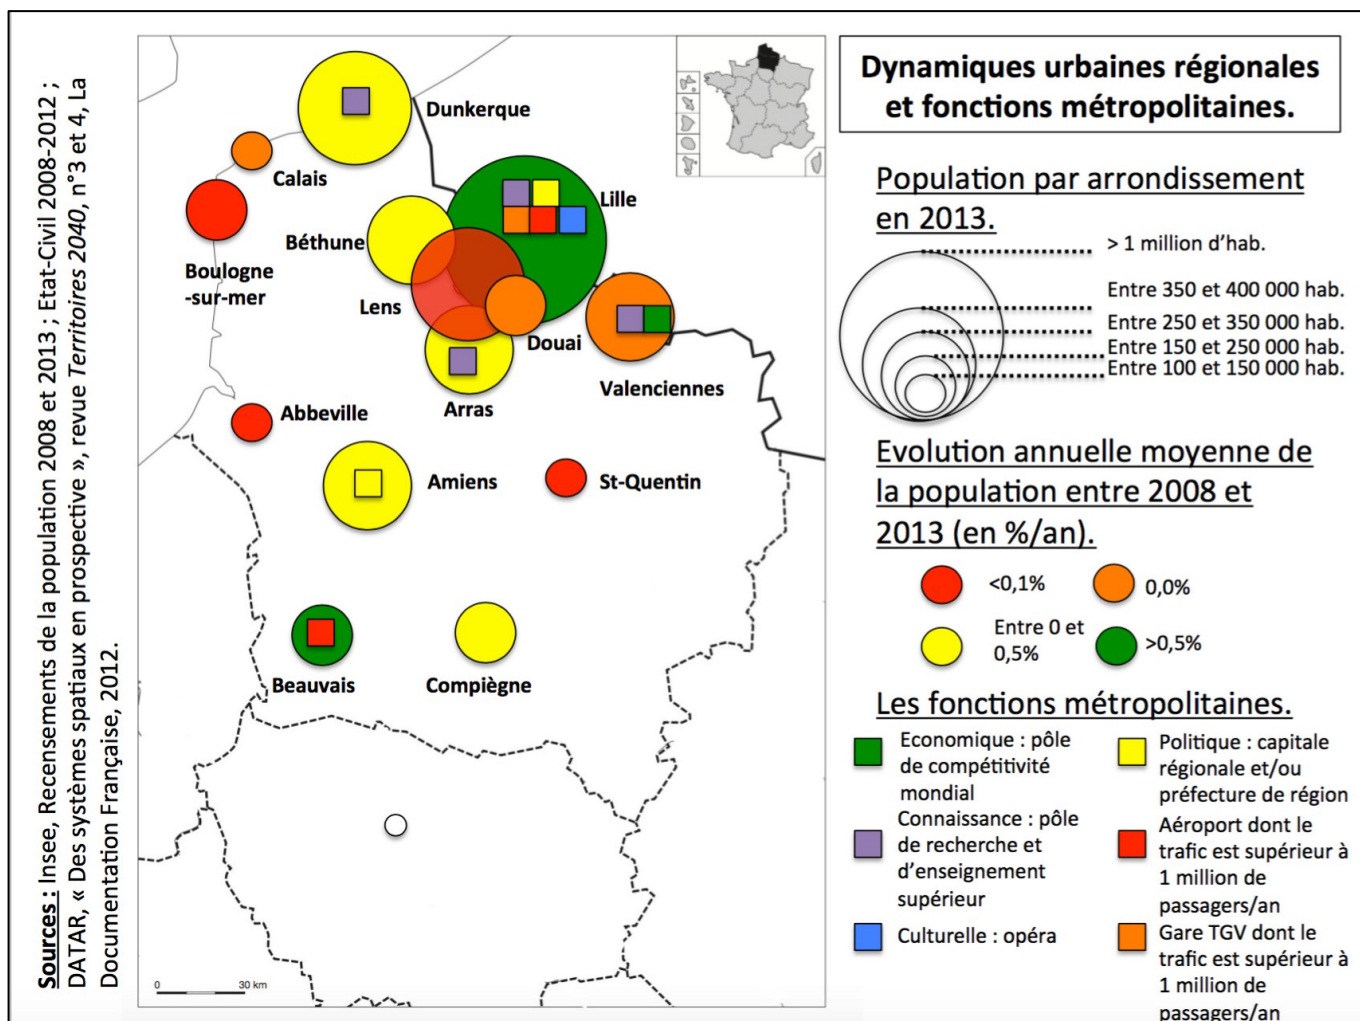 Sources : Insee, Recensements de la population 2008 et 2013 ; Etat-Civil 2008-2012 ;
DATAR, « Des systèmes spatiaux en prospective », revue Territoires 2040, n°3 et 4, La
Documentation Française, 2012.
Dunkerque
Calais
Lille
Béthune
Boulogne
-sur-mer
Lens
Douai
Valenciennes
Arras
Abbeville
Amiens
St-Quentin
Beauvais
Compiègne
0
30 km
Dynamiques urbaines régionales
et fonctions métropolitaines.
Population par arrondissement
en 2013.
> 1 million d'hab.
Entre 350 et 400 000 hab.
Entre 250 et 350 000 hab.
Entre 150 et 250 000 hab.
Entre 100 et 150 000 hab.
Evolution annuelle moyenne de
la population entre 2008 et
2013 (en %/an).
<0,1%
0,0%
Entre 0 et
0,5%
>0,5%
Les fonctions métropolitaines.
Economique : pôle
de compétitivité
mondial
Connaissance : pôle
de recherche et
d'enseignement
supérieur
Culturelle : opéra
Politique : capitale
régionale et/ou
préfecture de région
Aéroport dont le
trafic est supérieur à
1 million de
passagers/an
Gare TGV dont le
trafic est supérieur à
1 million de
passagers/an